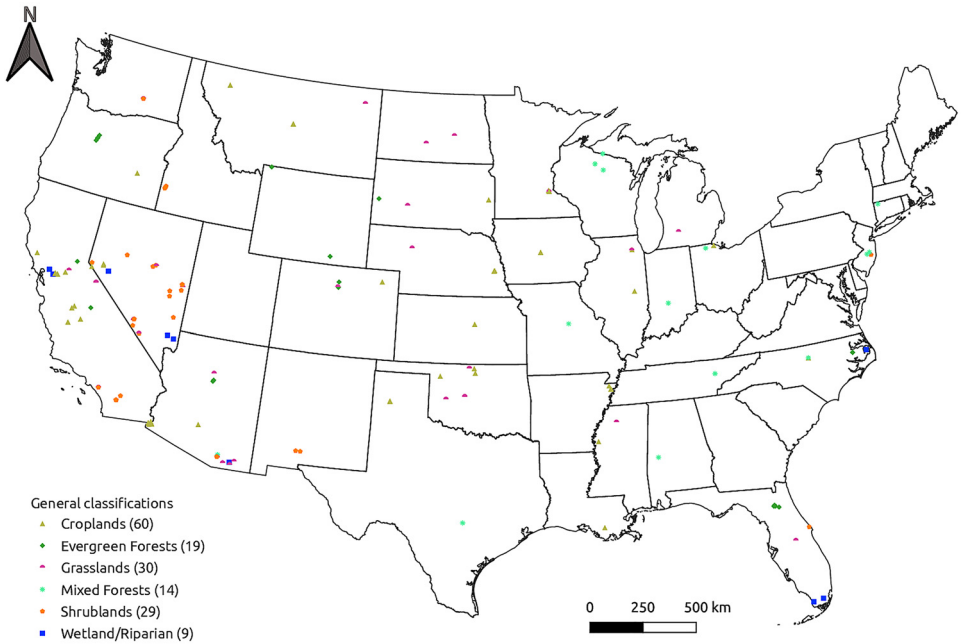 N
General classifications
Croplands (60)
Evergreen Forests (19)
Grasslands (30)
Mixed Forests (14)
Shrublands (29)
Wetland/Riparian (9)
0 250 500 km